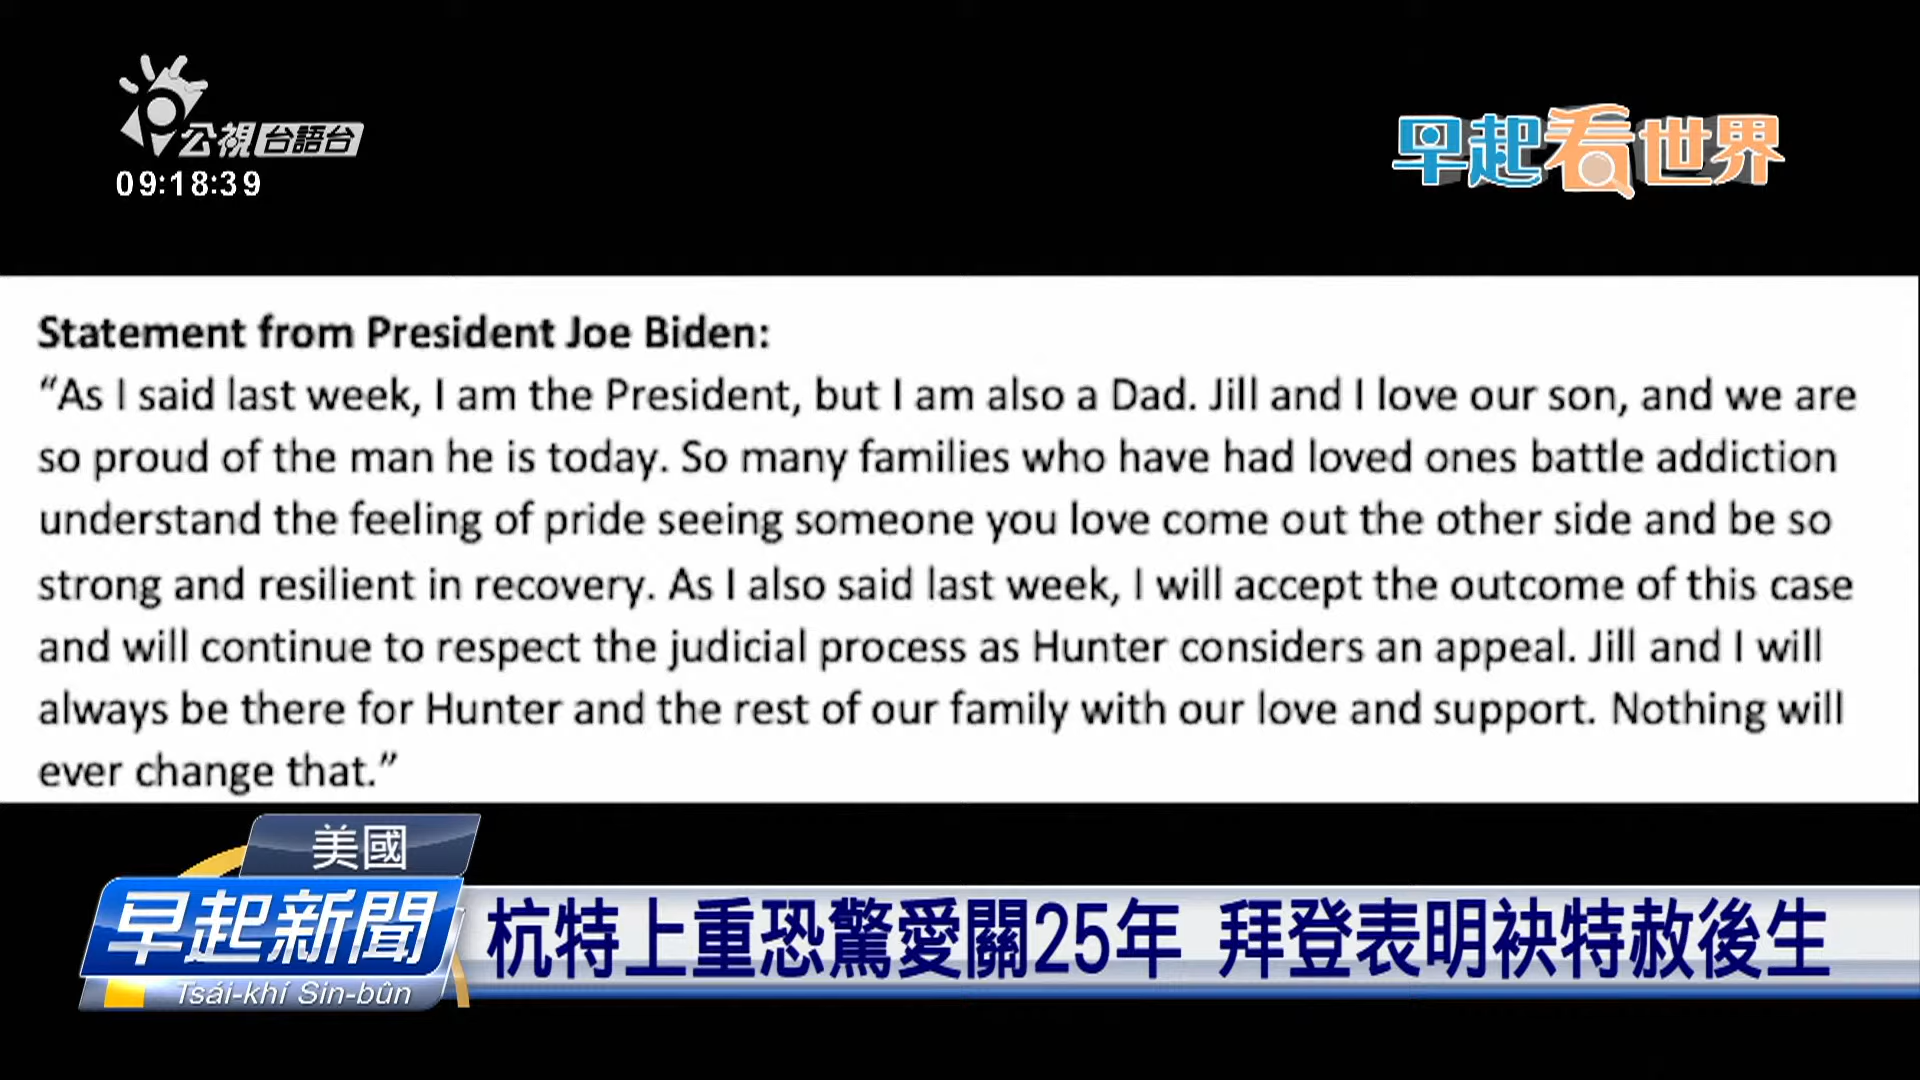 公視台語台
09:18:39
早起看世界
Statement from President Joe Biden:
“As I said last week, I am the President, but I am also a Dad. Jill and I love our son, and we are
so proud of the man he is today. So many families who have had loved ones battle addiction
understand the feeling of pride seeing someone you love come out the other side and be so
strong and resilient in recovery. As I also said last week, I will accept the outcome of this case
and will continue to respect the judicial process as Hunter considers an appeal. Jill and I will
always be there for Hunter and the rest of our family with our love and support. Nothing will
ever change that.”
美國
早起新聞
Tsái-khí Sin-bûn
杭特上重恐驚愛關25年 拜登表明袂特赦後生